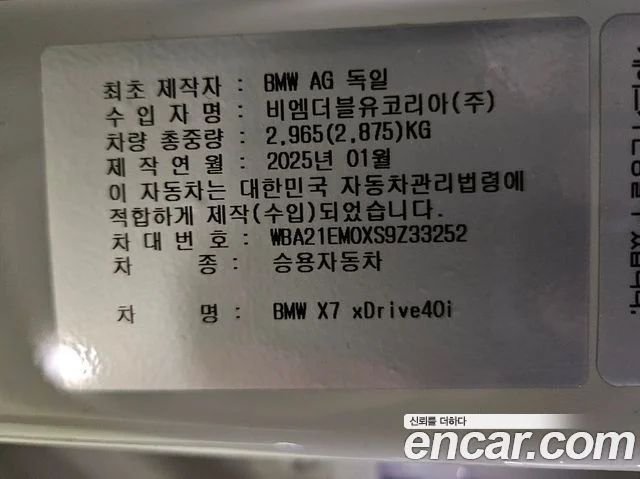 최초 제작자 : BMW AG 독일
수 입 자 명 : 비엠더블유코리아(주)
차량 총중량 : 2,965(2,875)KG
제 작 연 월 : 2025년 01월
이 자동차는 대한민국 자동차관리법령에
적합하게 제작(수입)되었습니다.
차 대 번 호 : WBA21EM0XS9Z33252
차 종 : 승용자동차
차 명 : BMW X7 xDrive40i
신뢰를 더하다
encar.com